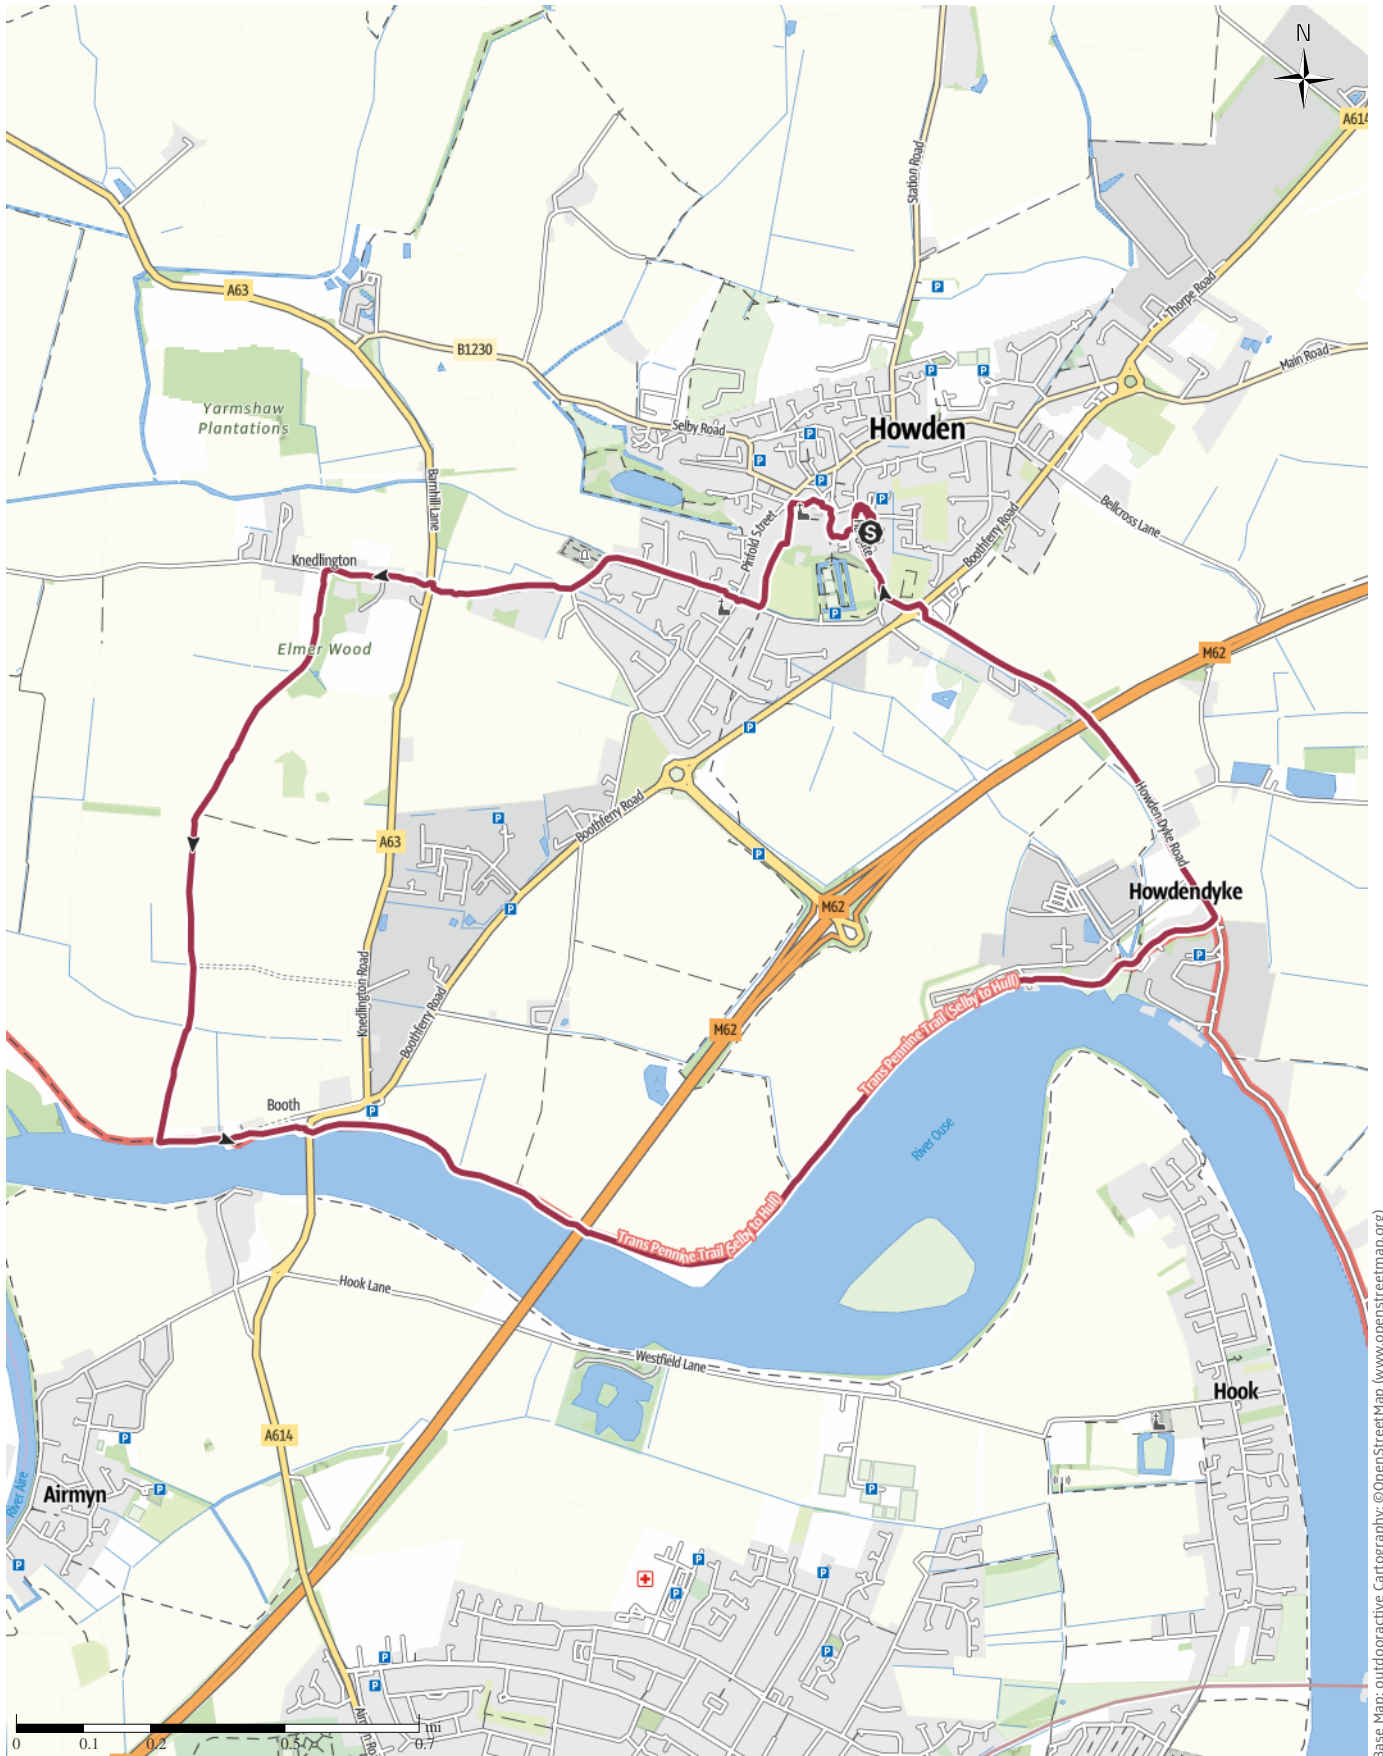 N
A614
Station Road
A63
Thorpe Road
B1230
Main Road
Yarmshaw
Plantations
Selby Road
Howden
Barnhill Lane
Bellcross Lane
Pinfold Street
Boothferry Road
S
Knedlington
Elmer Wood
M62
Howden Dyke Road
Boothferry Road
A63
Howdendyke
M62
Knedlington Road
Boothferry Road
Trans Pennine Trail (Selby to Hull)
M62
Booth
River Ouse
Trans Pennine Trail (Selby to Hull)
Hook Lane
Westfield Lane
Hook
A614
River Aire
Airmyn
mi
0 0.1 0.2 0.5 0.7
Base Map: outdooractive Cartography: ©OpenStreetMap (www.openstreetmap.org)